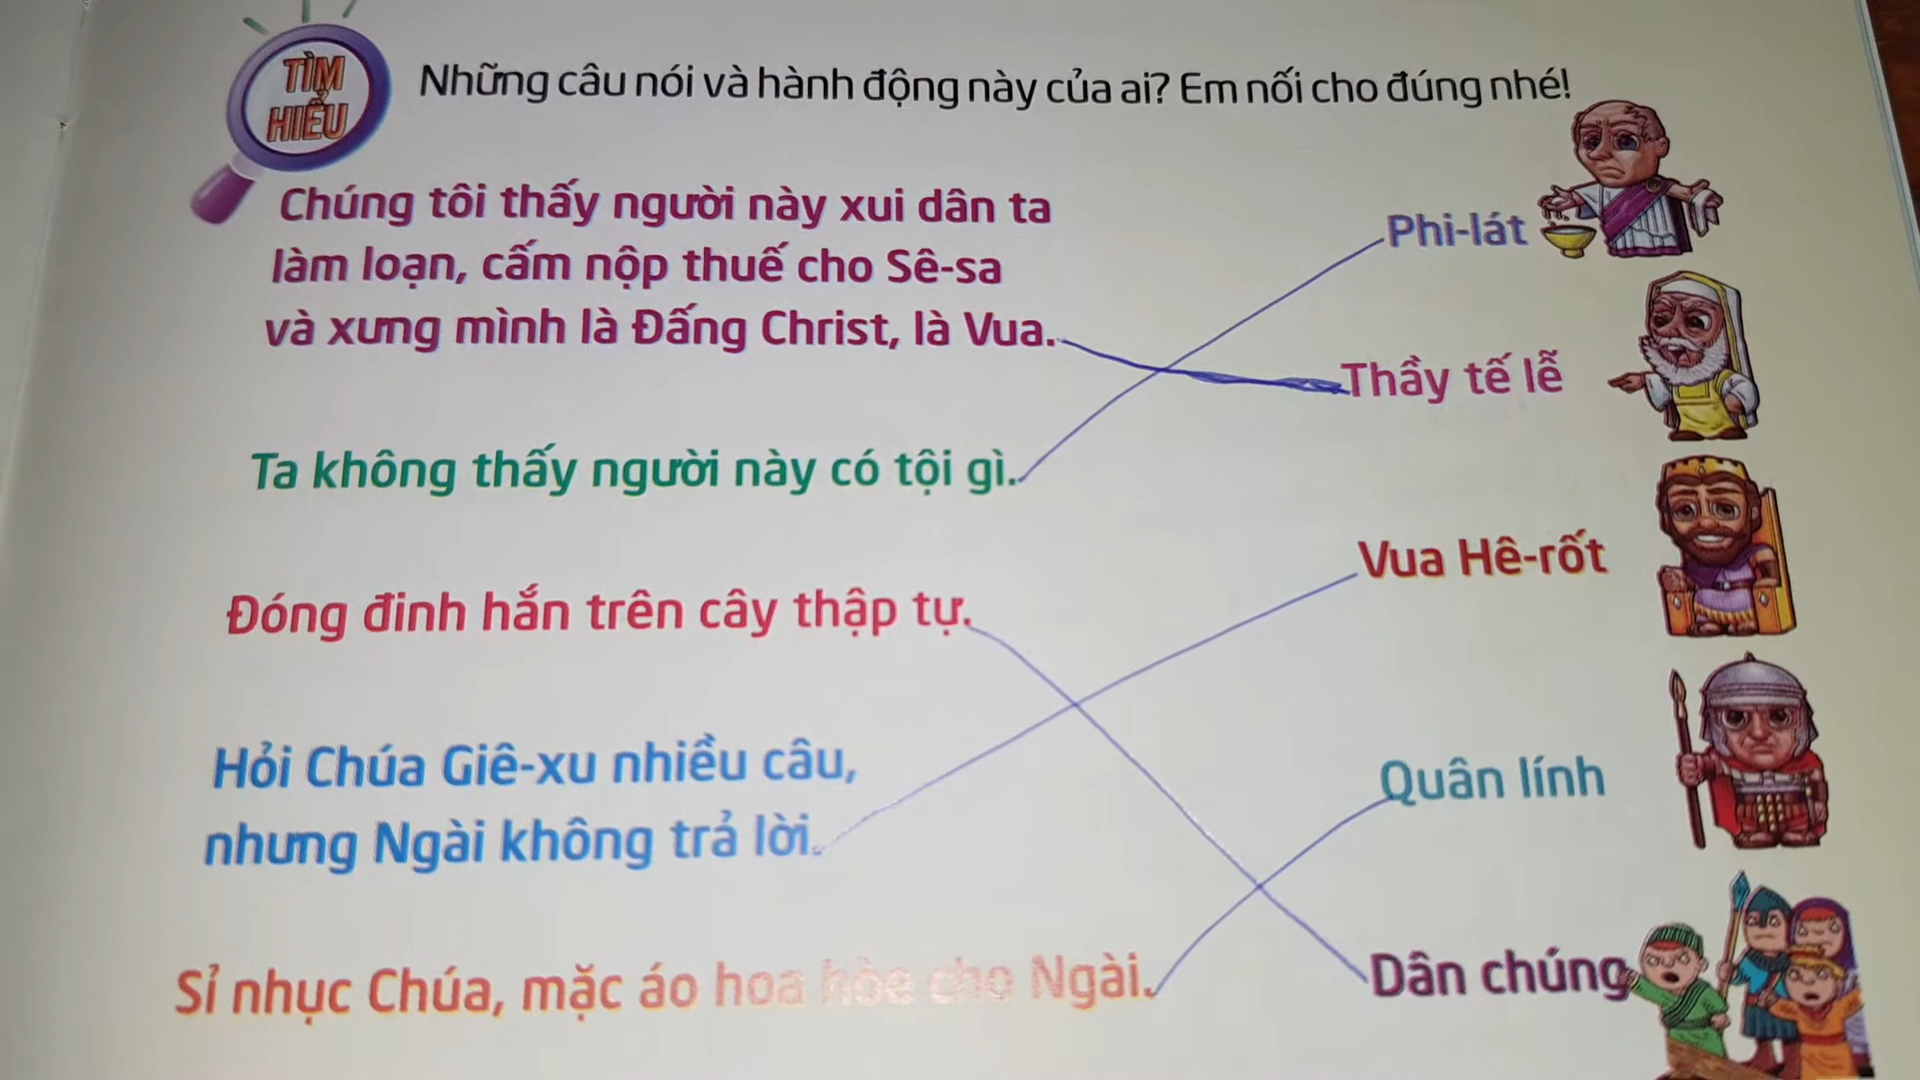 TÌM
HIỂU
Những câu nói và hành động này của ai? Em nối cho đúng nhé!
Chúng tôi thấy người này xui dân ta
làm loạn, cấm nộp thuế cho Sê-sa
và xưng mình là Đấng Christ, là Vua.
Ta không thấy người này có tội gì.
Đóng đinh hắn trên cây thập tự.
Hỏi Chúa Giê-xu nhiều câu,
nhưng Ngài không trả lời.
Sỉ nhục Chúa, mặc áo hoa hòe cho Ngài.
Phi-lát
Thầy tế lễ
Vua Hê-rốt
Quân lính
Dân chúng